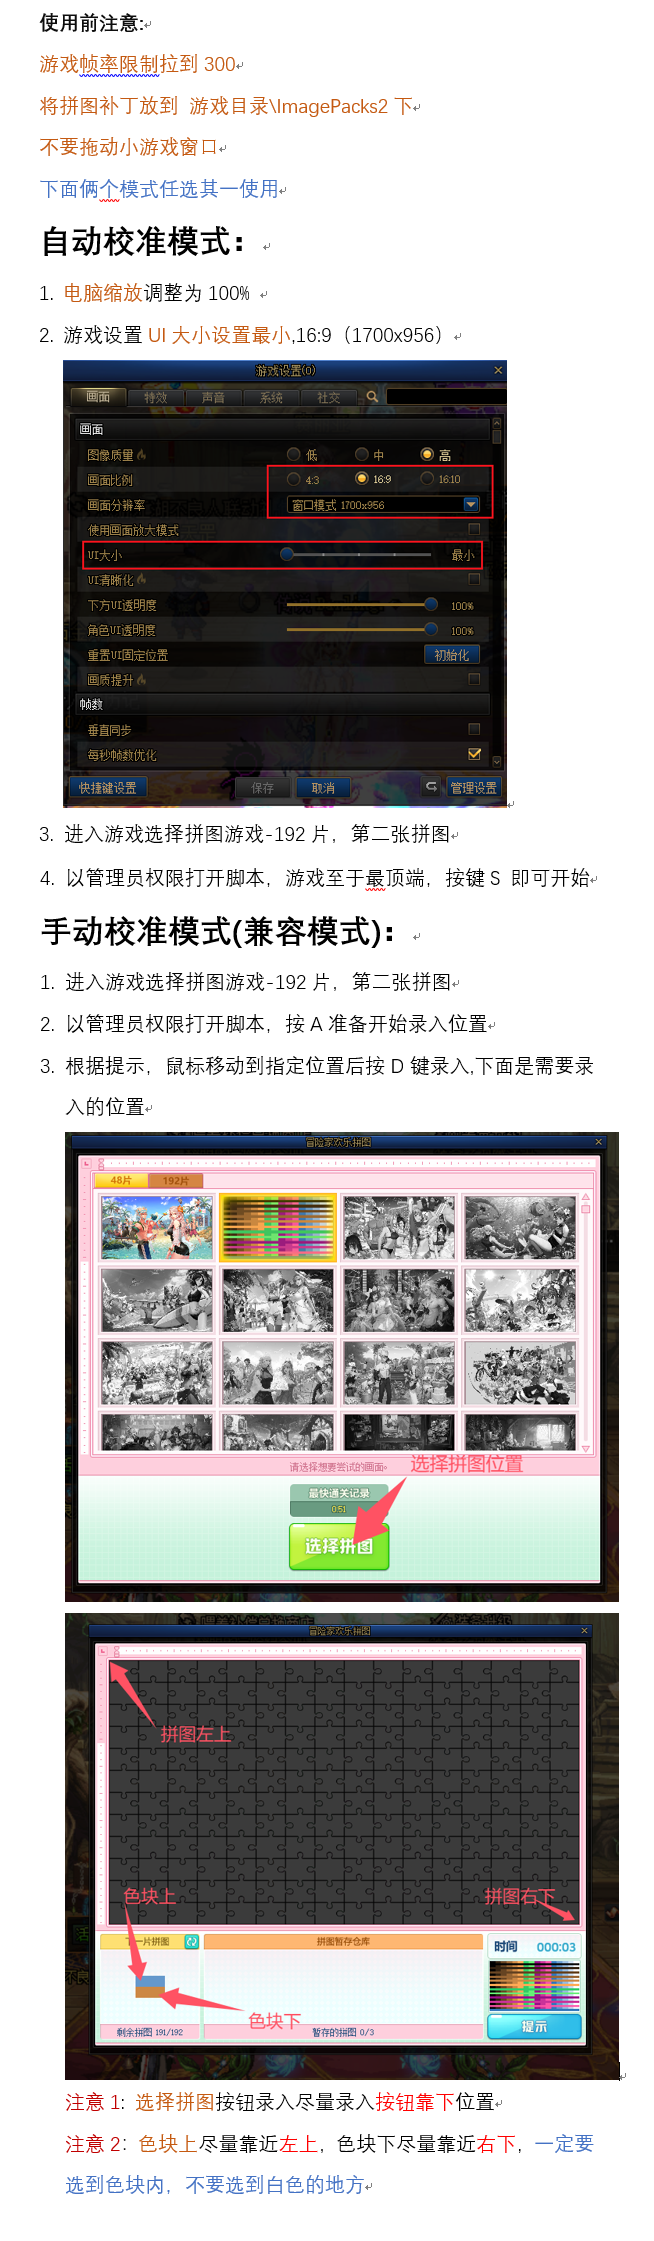 使用前注意:
游戏帧率限制拉到 300
将拼图补丁放到 游戏目录\ImagePacks2 下
不要拖动小游戏窗口
下面俩个模式任选其一使用
自动校准模式：
1. 电脑缩放调整为 100%
2. 游戏设置 UI 大小设置最小,16:9（1700x956）
游戏设置(O)
画面 特效 声音 系统 社交
画面
图像质量 低 中 高
画面比例 4:3 16:9 16:10
画面分辨率 窗口模式 1700x956
使用画面放大模式
UI大小 最小
UI清晰化
下方UI透明度 100%
角色UI透明度 100%
重置UI固定位置 初始化
画质提升
帧数
垂直同步
每秒帧数优化
快捷键设置 保存 取消 管理设置
3. 进入游戏选择拼图游戏-192 片，第二张拼图
4. 以管理员权限打开脚本，游戏至于最顶端，按键 S 即可开始
手动校准模式(兼容模式)：
1. 进入游戏选择拼图游戏-192 片，第二张拼图
2. 以管理员权限打开脚本，按 A 准备开始录入位置
3. 根据提示，鼠标移动到指定位置后按 D 键录入,下面是需要录
入的位置
冒险家欢乐拼图
48片 192片
请选择想要尝试的画面。
选择拼图位置
最快通关记录
0:51
选择拼图
冒险家欢乐拼图
拼图左上
色块上
拼图右下
下一片拼图 拼图暂存仓库 时间 000:03
色块下
剩余拼图 191/192 暂存的拼图 0/3 提示
注意 1: 选择拼图按钮录入尽量录入按钮靠下位置
注意 2：色块上尽量靠近左上，色块下尽量靠近右下，一定要
选到色块内，不要选到白色的地方